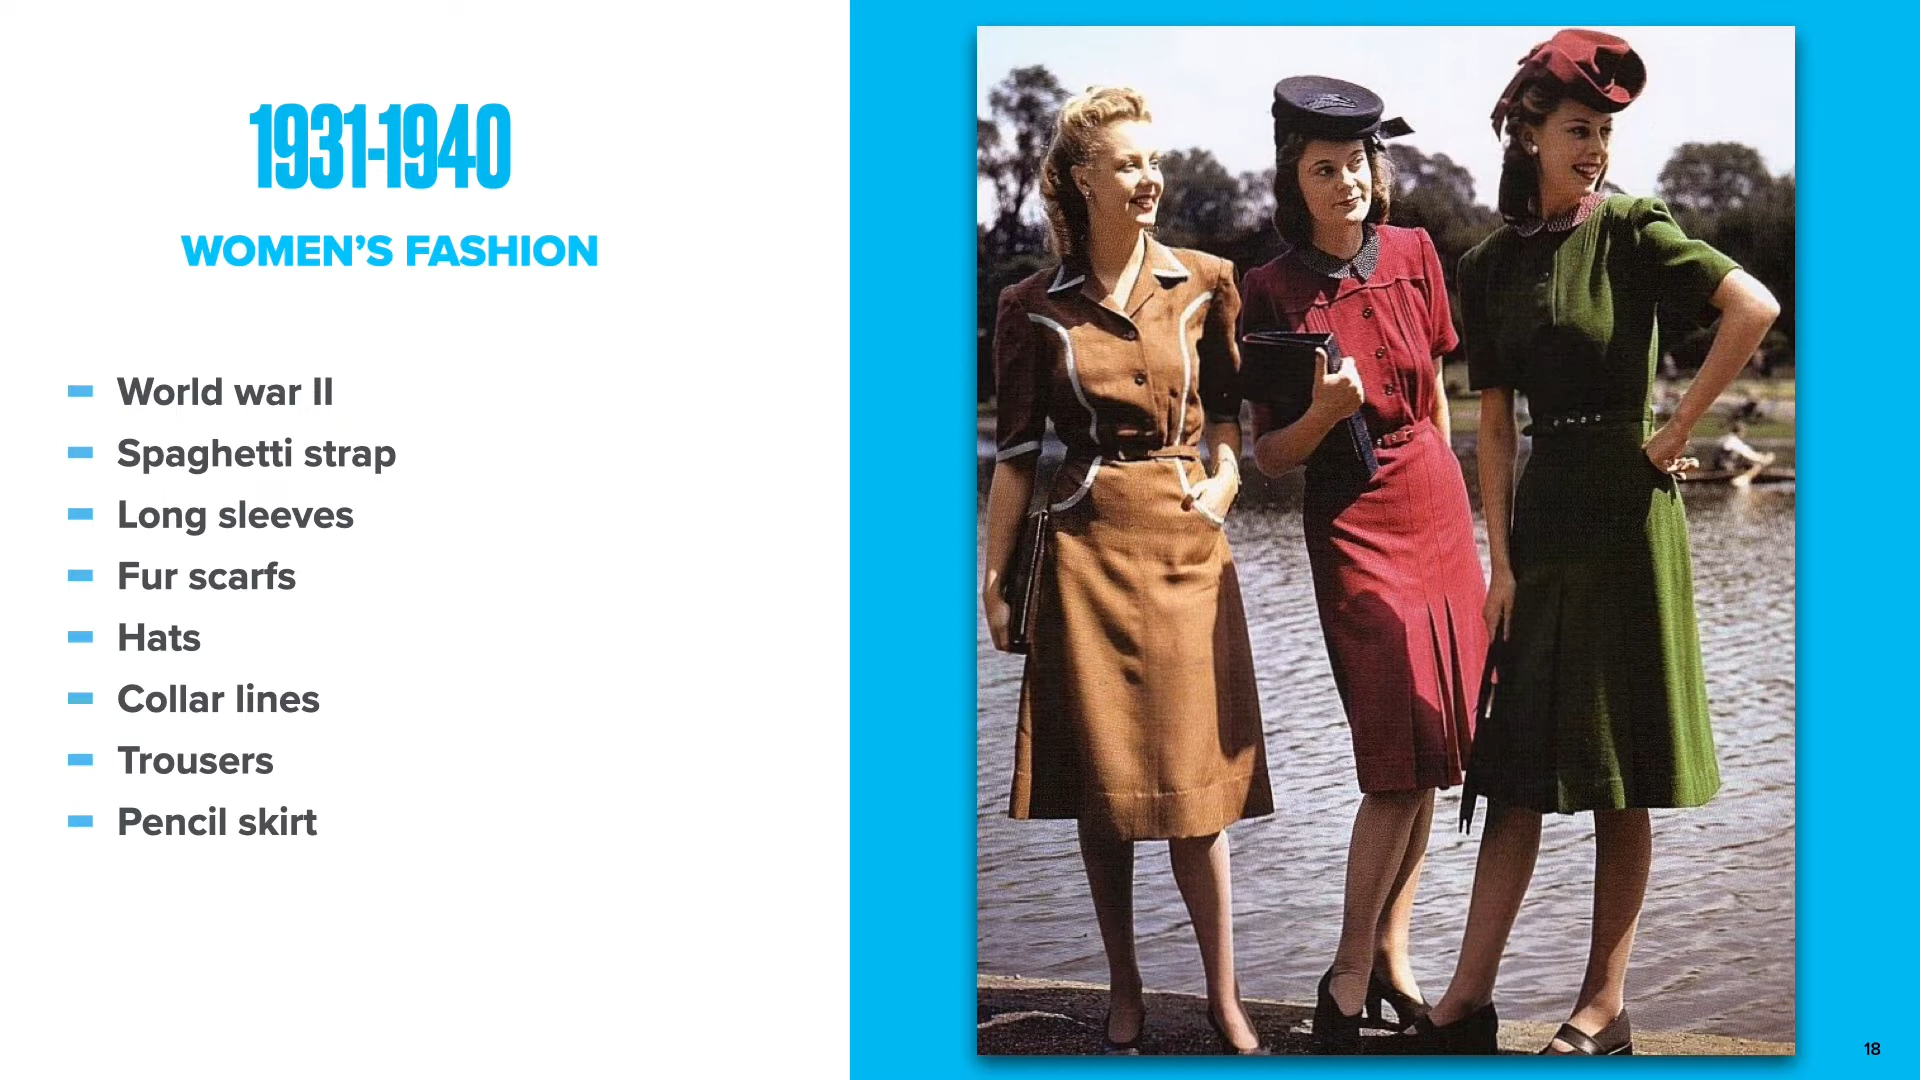 1931-1940
WOMEN'S FASHION
World war II
Spaghetti strap
Long sleeves
Fur scarfs
Hats
Collar lines
Trousers
Pencil skirt
18